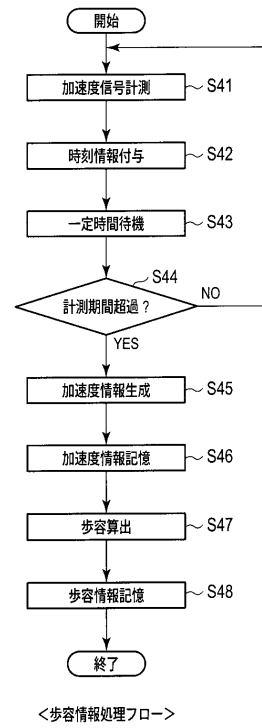 開始
加速度信号計測 S41
時刻情報付与 S42
一定時間待機 S43
S44
計測期間超過? NO
YES
加速度情報生成 S45
加速度情報記憶 S46
歩容算出 S47
歩容情報記憶 S48
終了
<歩容情報処理フロー>